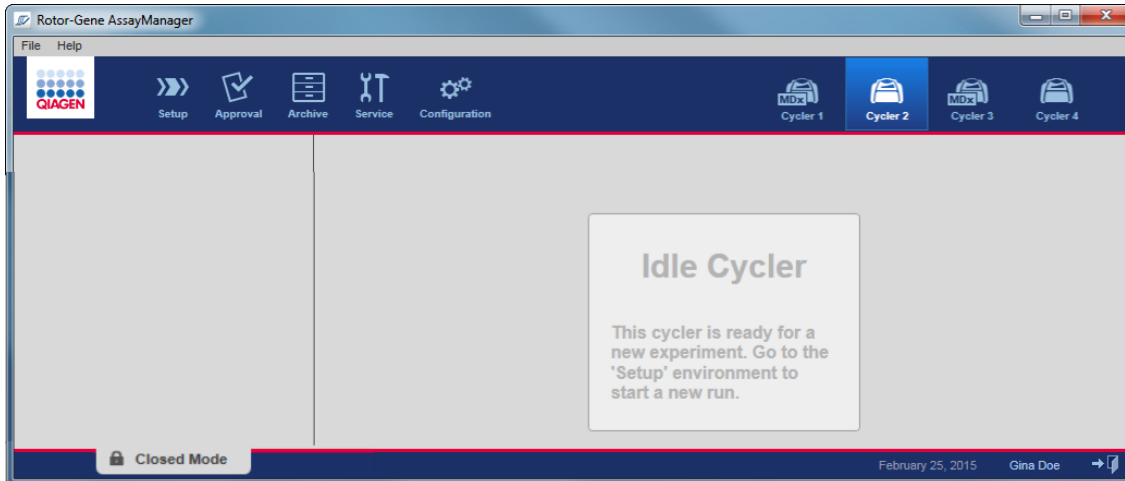 Rotor-Gene AssayManager
File Help
QIAGEN
Setup Approval Archive Service Configuration
MDx MDx
Cycler 1 Cycler 2 Cycler 3 Cycler 4
Idle Cycler
This cycler is ready for a
new experiment. Go to the
'Setup' environment to
start a new run.
Closed Mode
February 25, 2015 Gina Doe